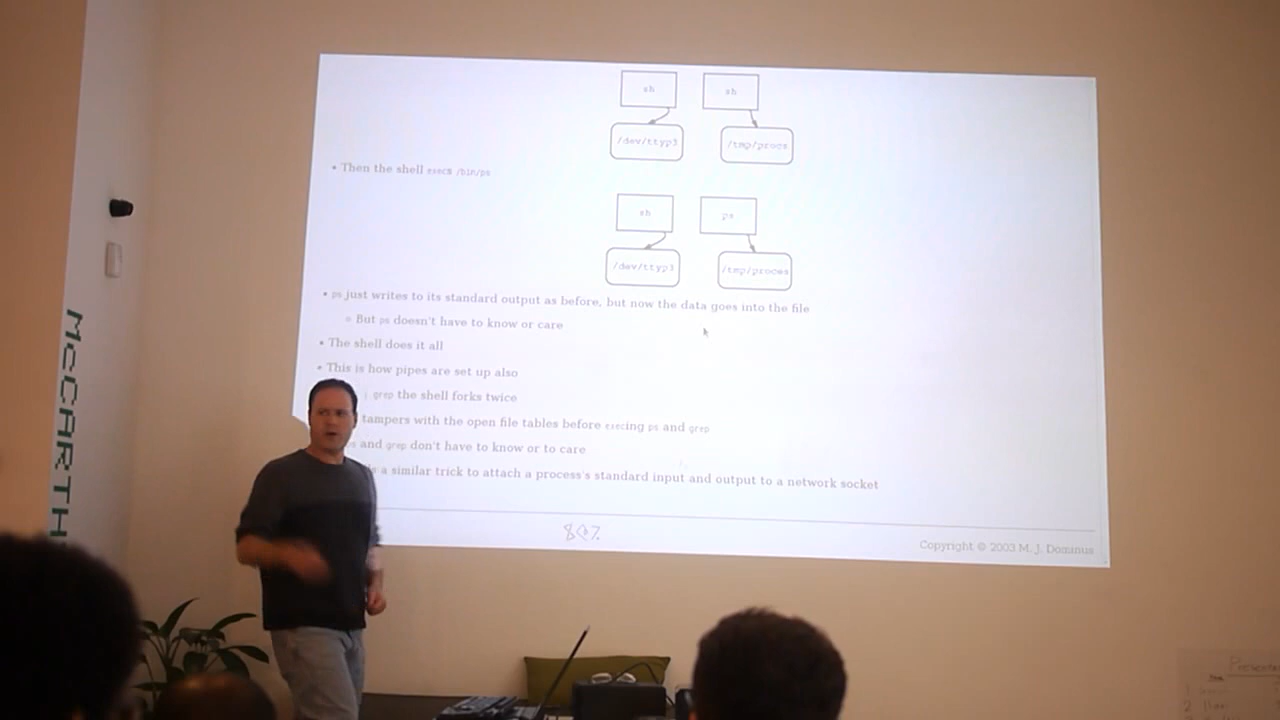 sh sh
/dev/ttyp3 /tmp/procs
• Then the shell execs /bin/ps
sh ps
/dev/ttyp3 /tmp/procs
• ps just writes to its standard output as before, but now the data goes into the file
◦ But ps doesn't have to know or care
• The shell does it all
• This is how pipes are set up also
| grep the shell forks twice
tampers with the open file tables before execing ps and grep
and grep don't have to know or to care
a similar trick to attach a process's standard input and output to a network socket
Copyright © 2003 M. J. Dominus
MCCARTH